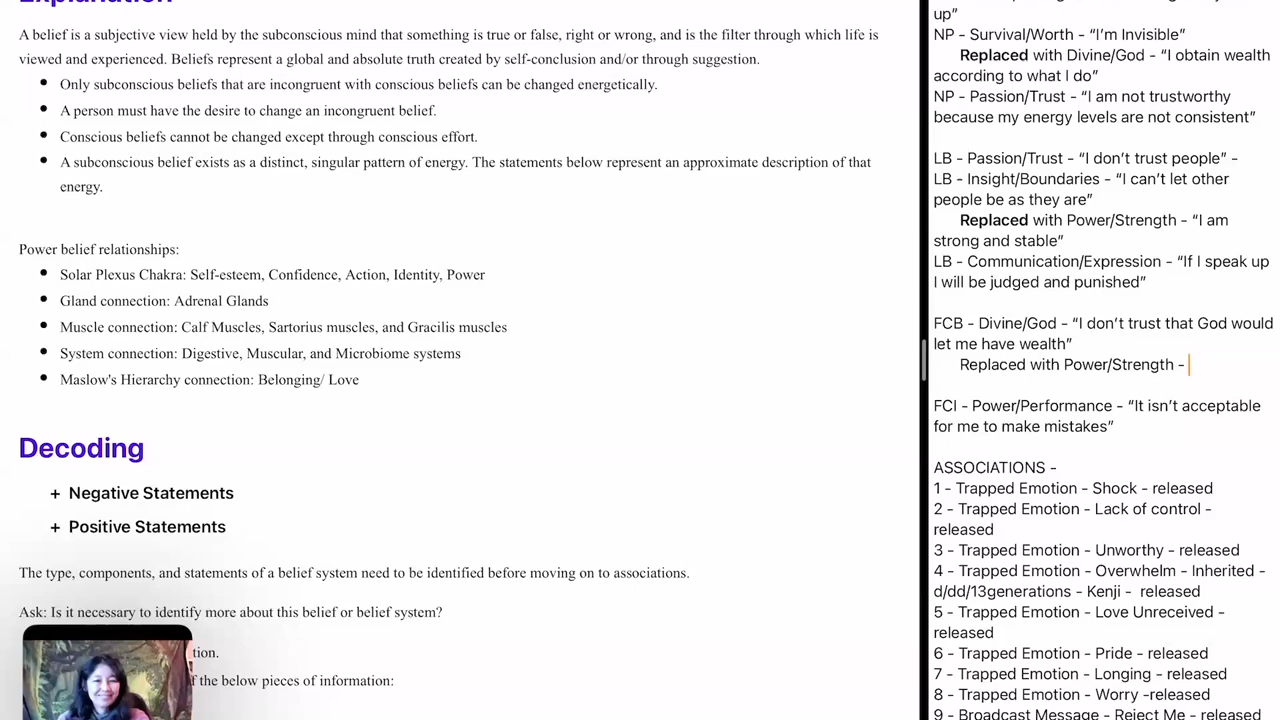 Explanation
A belief is a subjective view held by the subconscious mind that something is true or false, right or wrong, and is the filter through which life is
viewed and experienced. Beliefs represent a global and absolute truth created by self-conclusion and/or through suggestion.
Only subconscious beliefs that are incongruent with conscious beliefs can be changed energetically.
A person must have the desire to change an incongruent belief.
Conscious beliefs cannot be changed except through conscious effort.
A subconscious belief exists as a distinct, singular pattern of energy. The statements below represent an approximate description of that
energy.
Power belief relationships:
Solar Plexus Chakra: Self-esteem, Confidence, Action, Identity, Power
Gland connection: Adrenal Glands
Muscle connection: Calf Muscles, Sartorius muscles, and Gracilis muscles
System connection: Digestive, Muscular, and Microbiome systems
Maslow's Hierarchy connection: Belonging/ Love
Decoding
+ Negative Statements
+ Positive Statements
The type, components, and statements of a belief system need to be identified before moving on to associations.
Ask: Is it necessary to identify more about this belief or belief system?
tion.
f the below pieces of information:
up”
NP - Survival/Worth - “I’m Invisible”
Replaced with Divine/God - “I obtain wealth
according to what I do”
NP - Passion/Trust - “I am not trustworthy
because my energy levels are not consistent”
LB - Passion/Trust - “I don’t trust people” -
LB - Insight/Boundaries - “I can’t let other
people be as they are”
Replaced with Power/Strength - “I am
strong and stable”
LB - Communication/Expression - “If I speak up
I will be judged and punished”
FCB - Divine/God - “I don’t trust that God would
let me have wealth”
Replaced with Power/Strength -
FCI - Power/Performance - “It isn’t acceptable
for me to make mistakes”
ASSOCIATIONS -
1 - Trapped Emotion - Shock - released
2 - Trapped Emotion - Lack of control -
released
3 - Trapped Emotion - Unworthy - released
4 - Trapped Emotion - Overwhelm - Inherited -
d/dd/13generations - Kenji - released
5 - Trapped Emotion - Love Unreceived -
released
6 - Trapped Emotion - Pride - released
7 - Trapped Emotion - Longing - released
8 - Trapped Emotion - Worry -released
9 - Broadcast Message - Reject Me - released